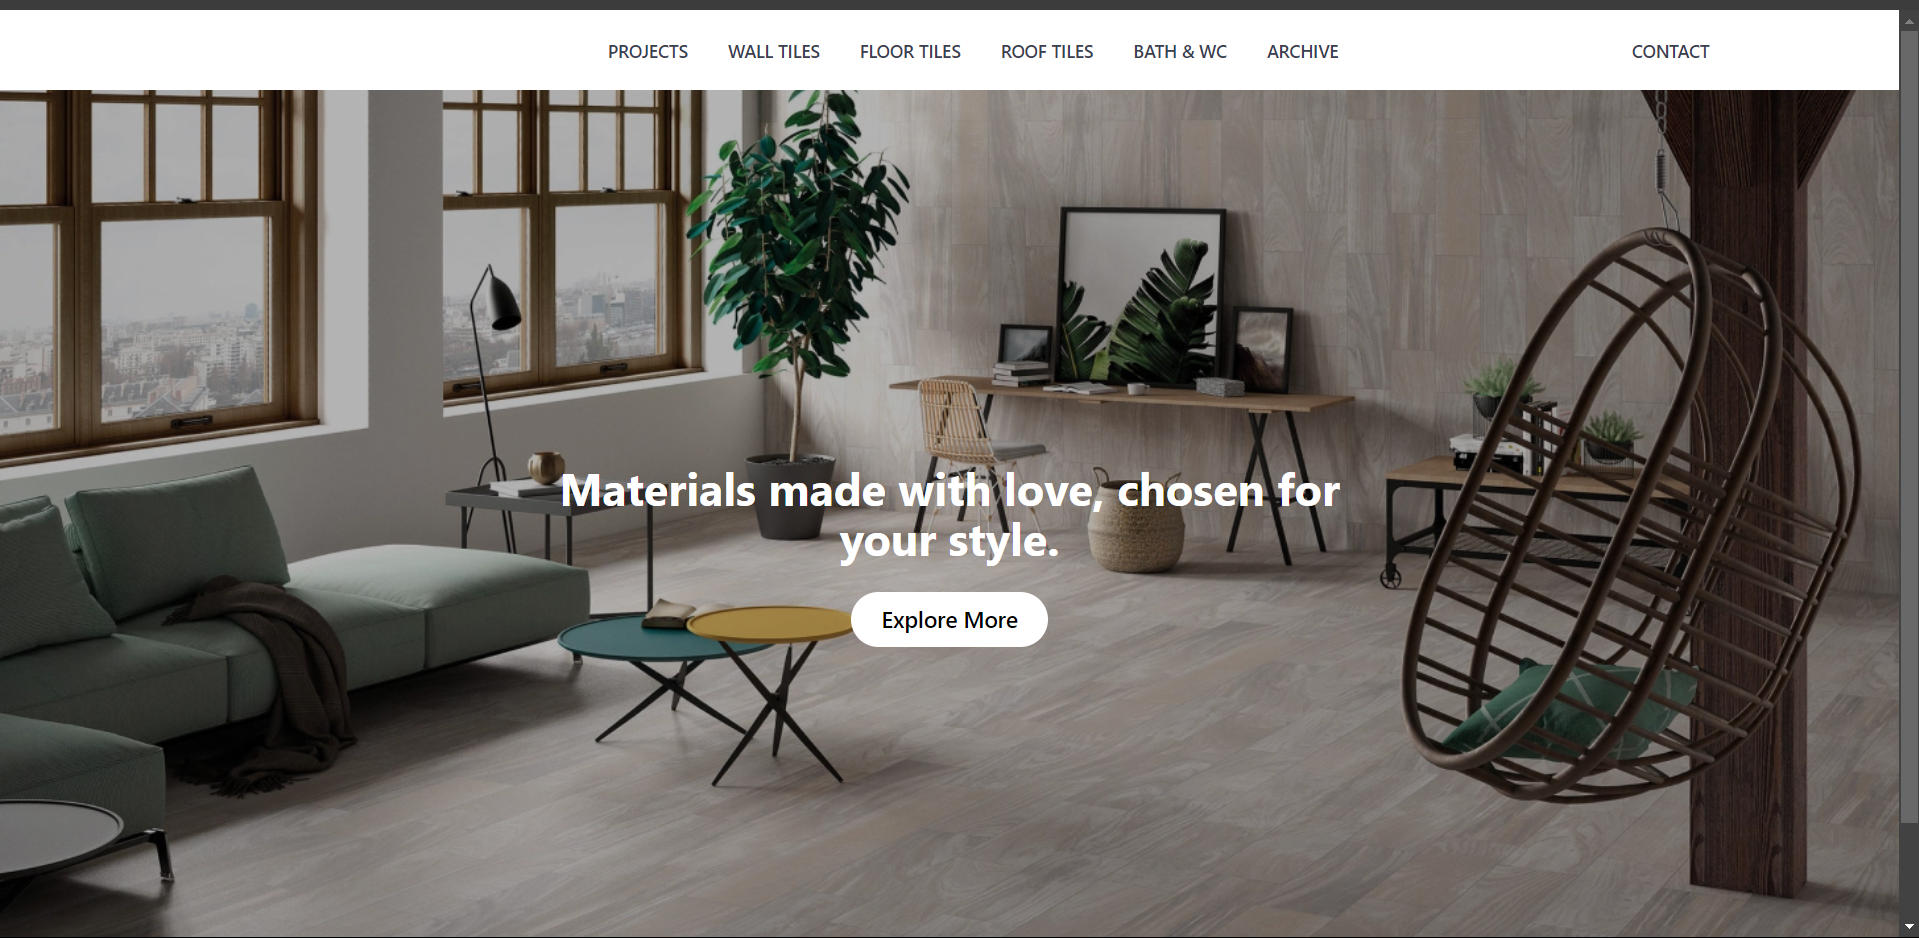 PROJECTS WALL TILES FLOOR TILES ROOF TILES BATH & WC ARCHIVE CONTACT
Materials made with love, chosen for
your style.
Explore More